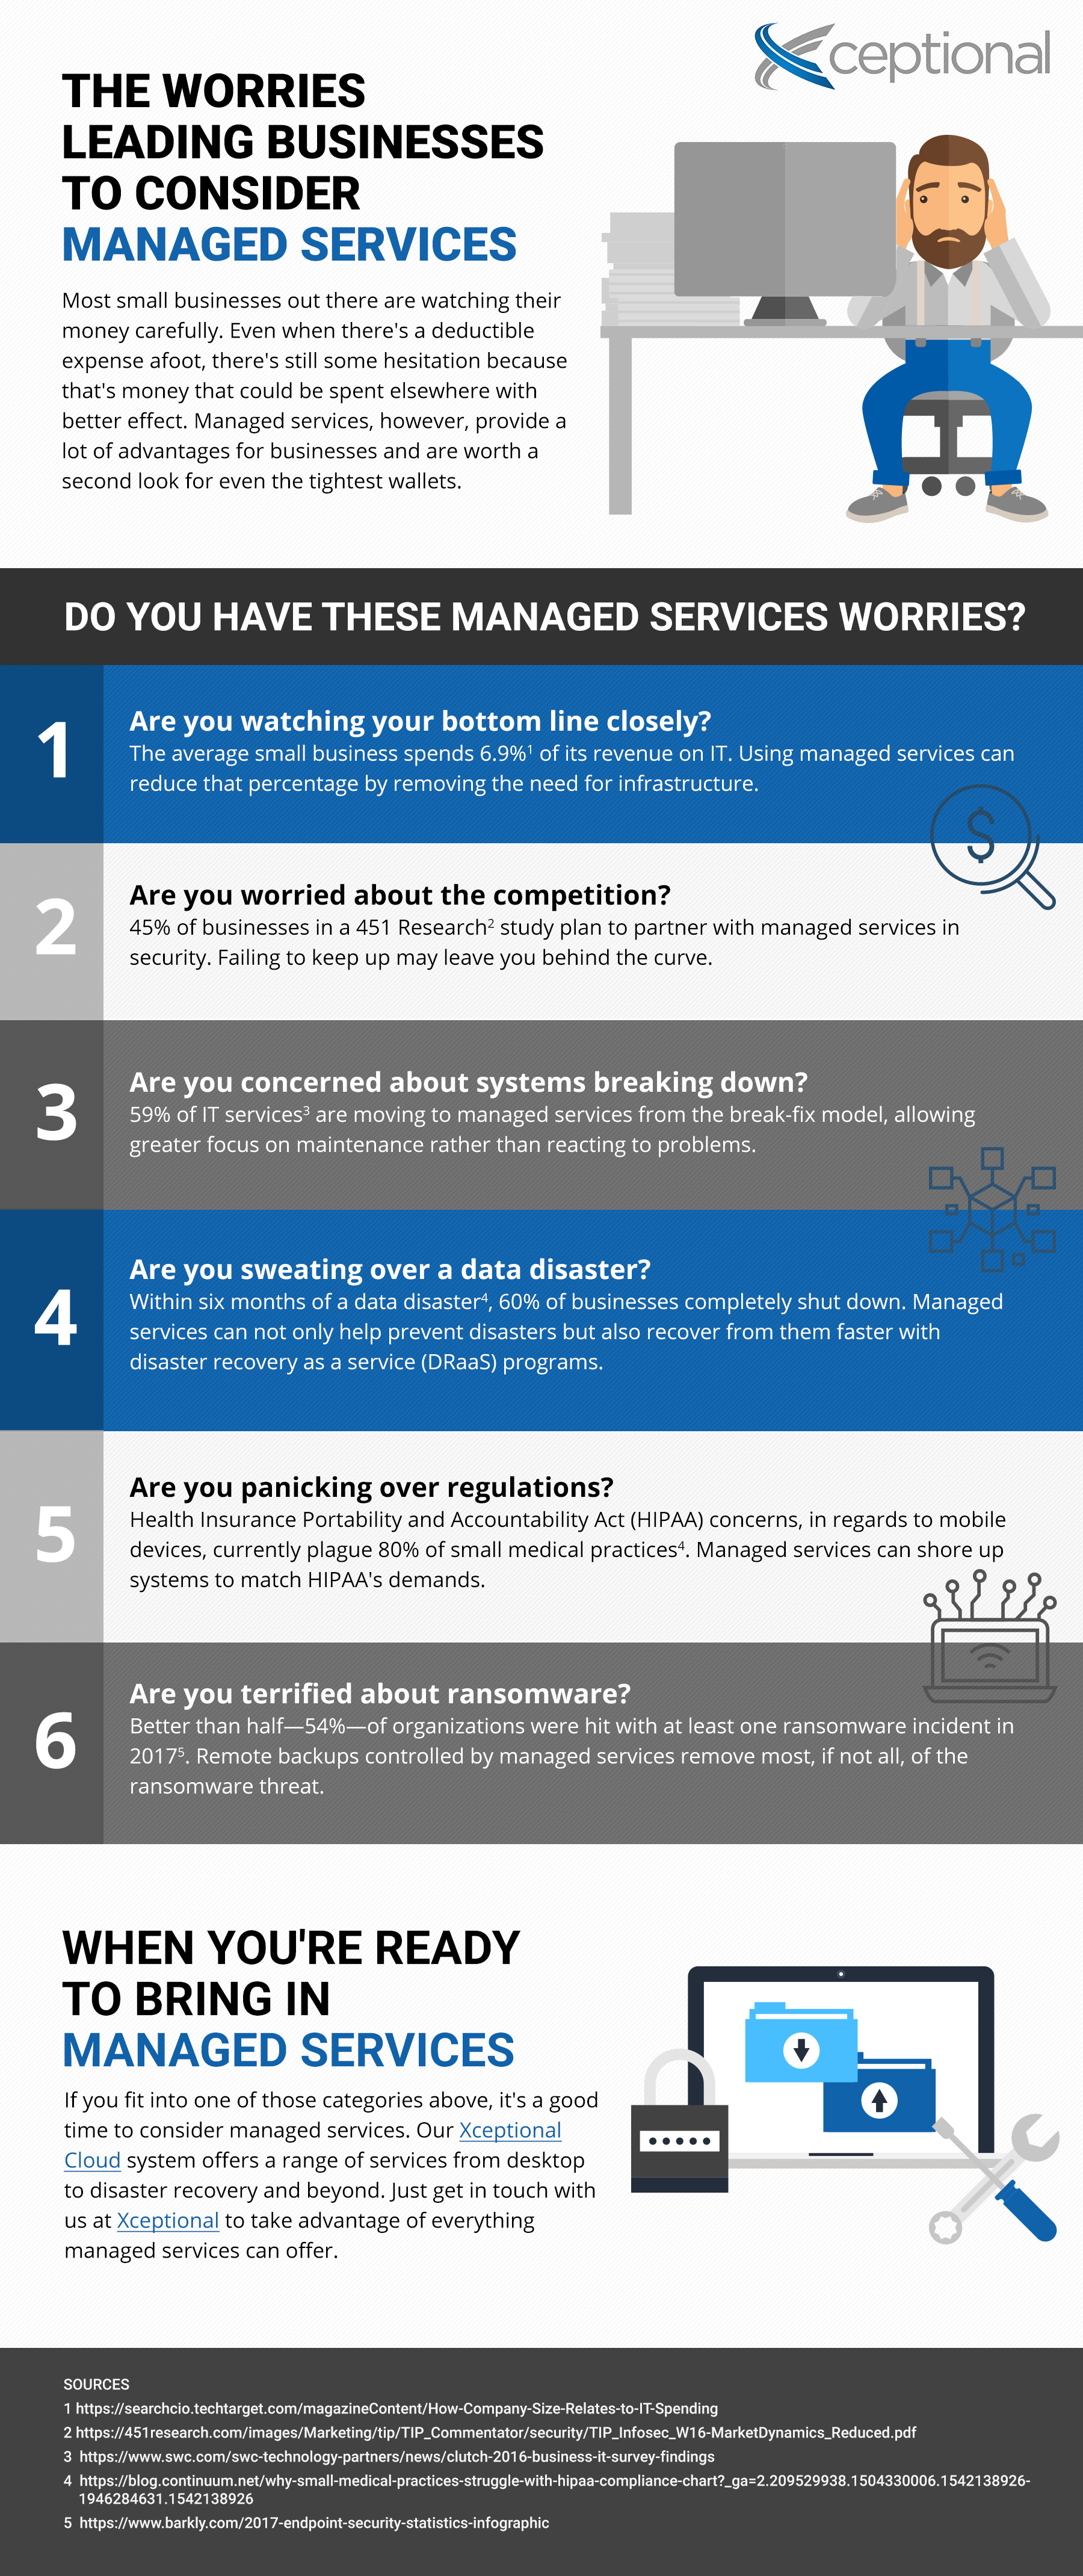 Xceptional
THE WORRIES
LEADING BUSINESSES
TO CONSIDER
MANAGED SERVICES
Most small businesses out there are watching their
money carefully. Even when there's a deductible
expense afoot, there's still some hesitation because
that's money that could be spent elsewhere with
better effect. Managed services, however, provide a
lot of advantages for businesses and are worth a
second look for even the tightest wallets.
DO YOU HAVE THESE MANAGED SERVICES WORRIES?
1
Are you watching your bottom line closely?
The average small business spends 6.9%¹ of its revenue on IT. Using managed services can
reduce that percentage by removing the need for infrastructure.
$
2
Are you worried about the competition?
45% of businesses in a 451 Research² study plan to partner with managed services in
security. Failing to keep up may leave you behind the curve.
3
Are you concerned about systems breaking down?
59% of IT services³ are moving to managed services from the break-fix model, allowing
greater focus on maintenance rather than reacting to problems.
4
Are you sweating over a data disaster?
Within six months of a data disaster⁴, 60% of businesses completely shut down. Managed
services can not only help prevent disasters but also recover from them faster with
disaster recovery as a service (DRaaS) programs.
5
Are you panicking over regulations?
Health Insurance Portability and Accountability Act (HIPAA) concerns, in regards to mobile
devices, currently plague 80% of small medical practices⁴. Managed services can shore up
systems to match HIPAA's demands.
6
Are you terrified about ransomware?
Better than half—54%—of organizations were hit with at least one ransomware incident in
2017⁵. Remote backups controlled by managed services remove most, if not all, of the
ransomware threat.
WHEN YOU'RE READY
TO BRING IN
MANAGED SERVICES
If you fit into one of those categories above, it's a good
time to consider managed services. Our Xceptional
Cloud system offers a range of services from desktop
to disaster recovery and beyond. Just get in touch with
us at Xceptional to take advantage of everything
managed services can offer.
SOURCES
1 https://searchcio.techtarget.com/magazineContent/How-Company-Size-Relates-to-IT-Spending
2 https://451research.com/images/Marketing/tip/TIP_Commentator/security/TIP_Infosec_W16-MarketDynamics_Reduced.pdf
3 https://www.swc.com/swc-technology-partners/news/clutch-2016-business-it-survey-findings
4 https://blog.continuum.net/why-small-medical-practices-struggle-with-hipaa-compliance-chart?_ga=2.209529938.1504330006.1542138926-
1946284631.1542138926
5 https://www.barkly.com/2017-endpoint-security-statistics-infographic